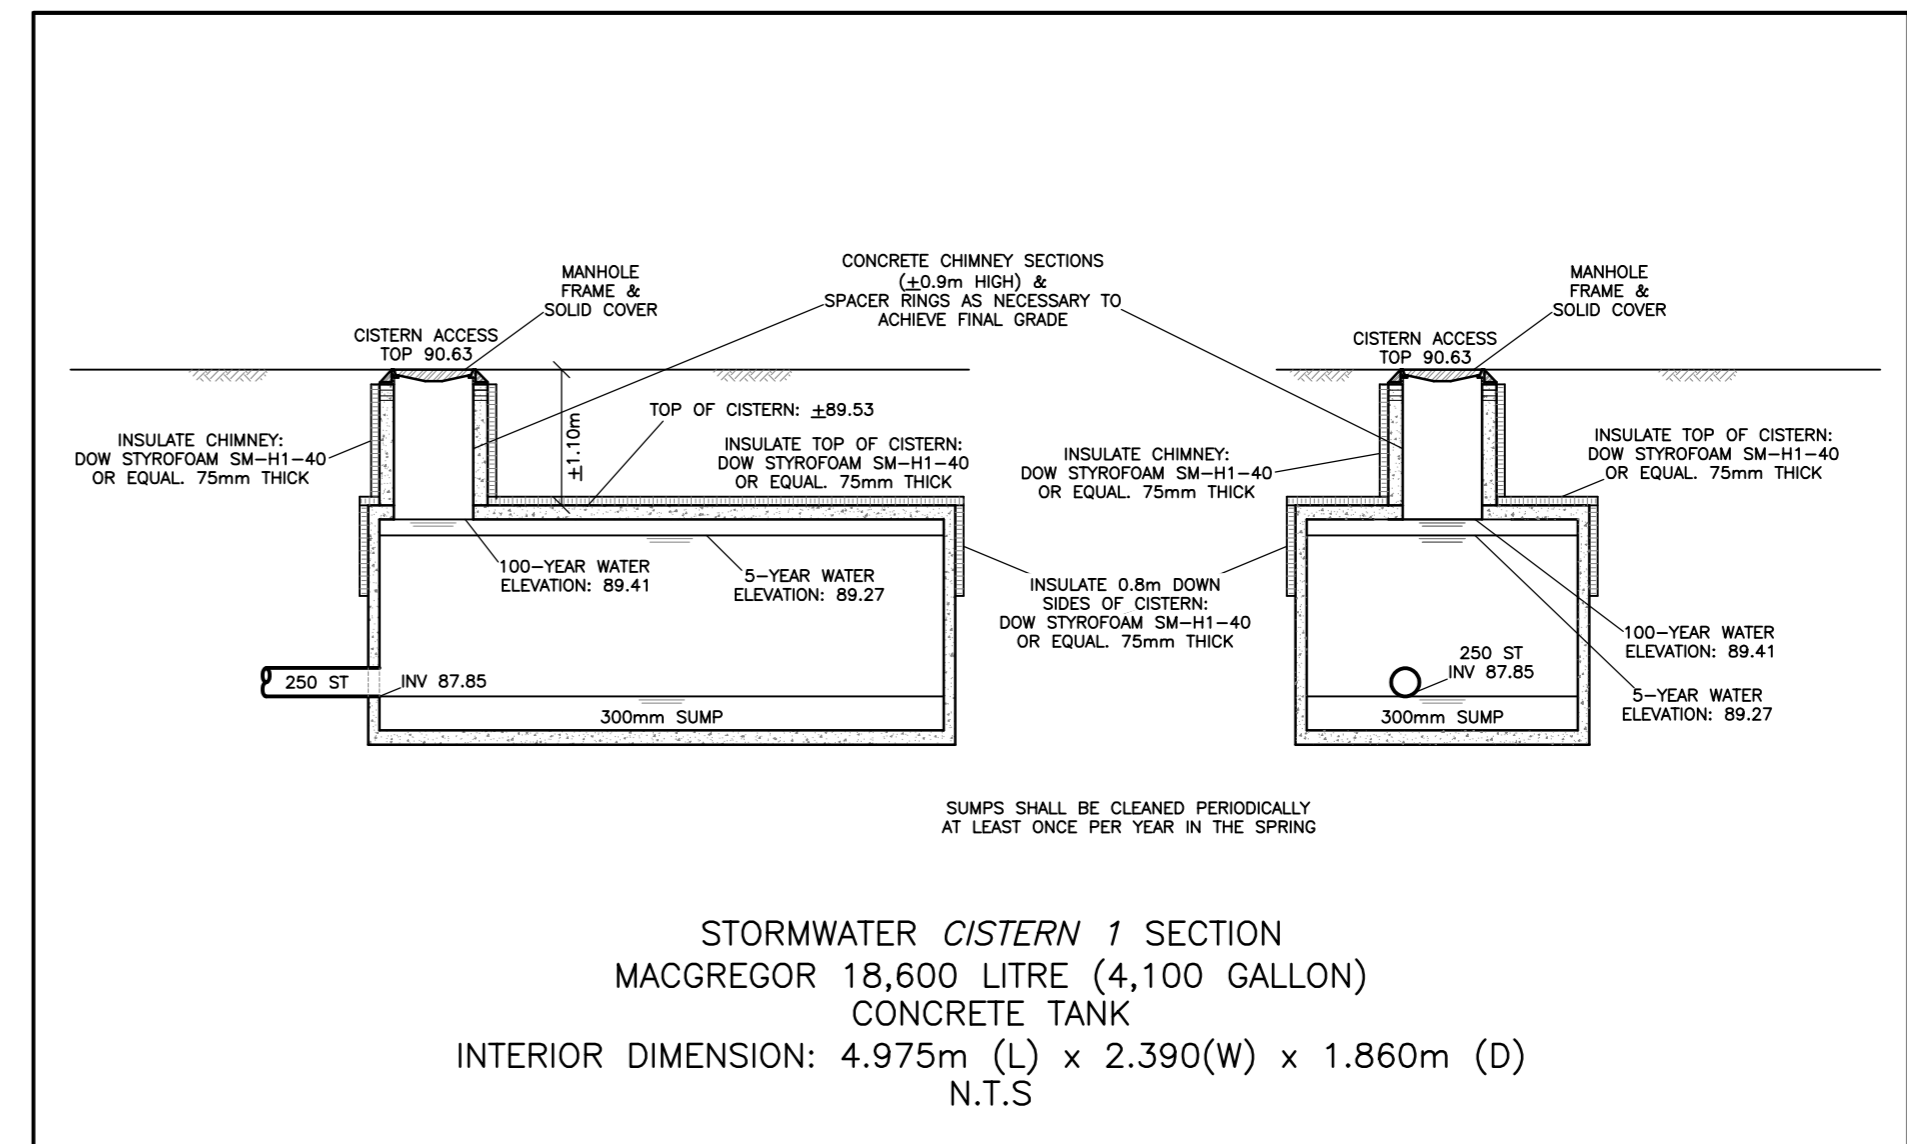 MANHOLE
FRAME &
SOLID COVER
CONCRETE CHIMNEY SECTIONS
(±0.9m HIGH) &
SPACER RINGS AS NECESSARY TO
ACHIEVE FINAL GRADE
MANHOLE
FRAME &
SOLID COVER
CISTERN ACCESS
TOP 90.63
CISTERN ACCESS
TOP 90.63
±1.10m
TOP OF CISTERN: ±89.53
INSULATE CHIMNEY:
DOW STYROFOAM SM-H1-40
OR EQUAL. 75mm THICK
INSULATE TOP OF CISTERN:
DOW STYROFOAM SM-H1-40
OR EQUAL. 75mm THICK
INSULATE CHIMNEY:
DOW STYROFOAM SM-H1-40
OR EQUAL. 75mm THICK
INSULATE TOP OF CISTERN:
DOW STYROFOAM SM-H1-40
OR EQUAL. 75mm THICK
100-YEAR WATER
ELEVATION: 89.41
5-YEAR WATER
ELEVATION: 89.27
INSULATE 0.8m DOWN
SIDES OF CISTERN:
DOW STYROFOAM SM-H1-40
OR EQUAL. 75mm THICK
100-YEAR WATER
ELEVATION: 89.41
250 ST
INV 87.85
250 ST
INV 87.85
5-YEAR WATER
ELEVATION: 89.27
300mm SUMP
300mm SUMP
SUMPS SHALL BE CLEANED PERIODICALLY
AT LEAST ONCE PER YEAR IN THE SPRING
STORMWATER CISTERN 1 SECTION
MACGREGOR 18,600 LITRE (4,100 GALLON)
CONCRETE TANK
INTERIOR DIMENSION: 4.975m (L) x 2.390(W) x 1.860m (D)
N.T.S